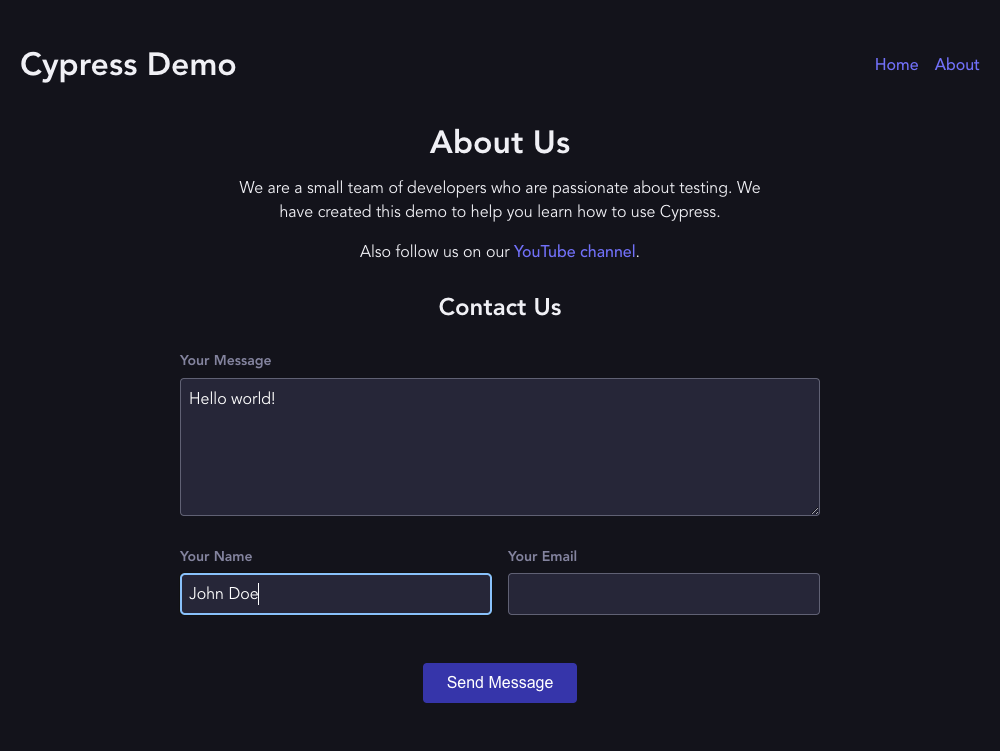 Cypress Demo
Home About
About Us
We are a small team of developers who are passionate about testing. We
have created this demo to help you learn how to use Cypress.
Also follow us on our YouTube channel.
Contact Us
Your Message
Hello world!
Your Name Your Email
John Doe
Send Message